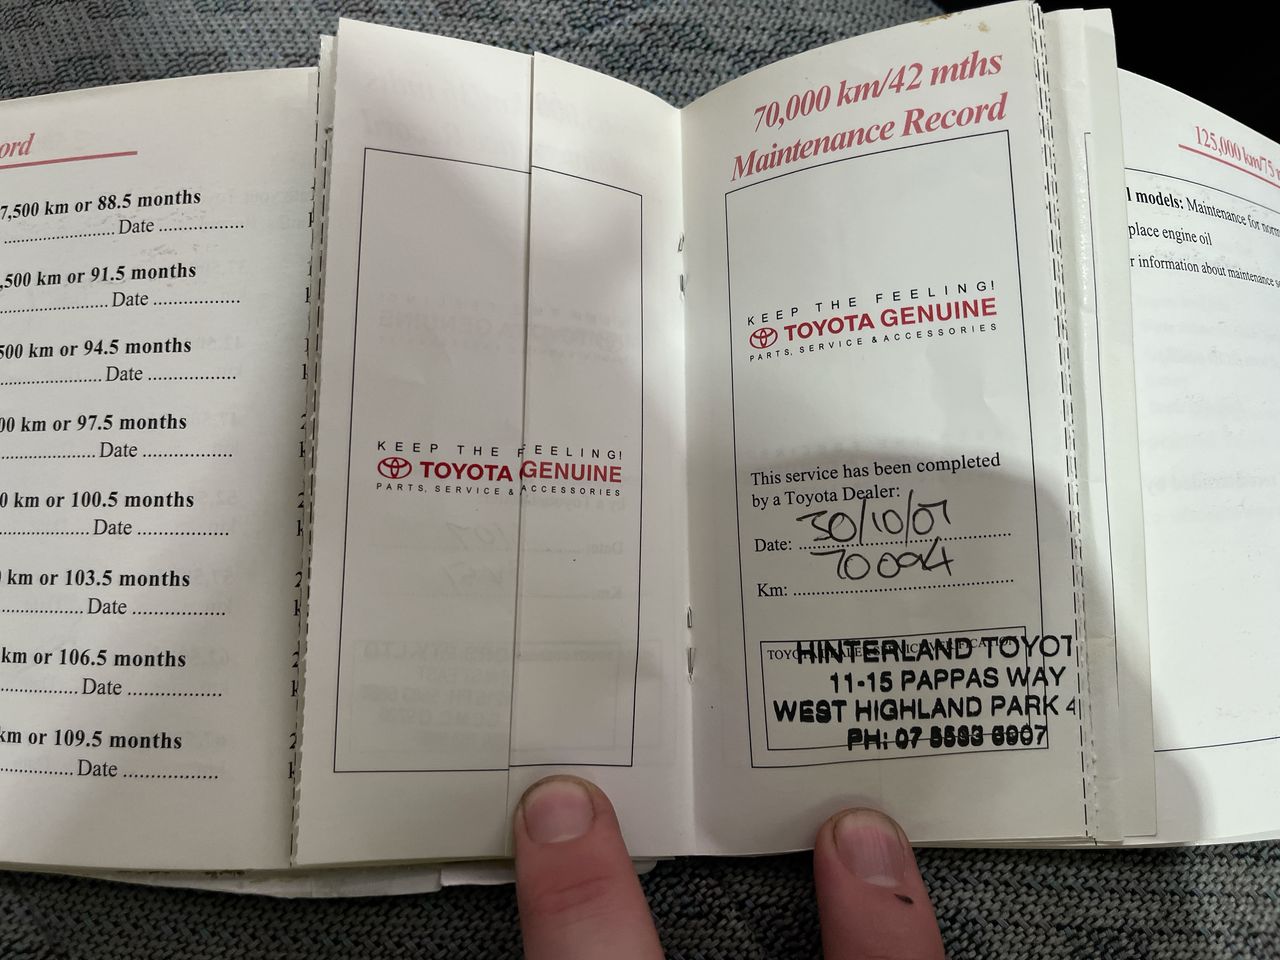 ord
7,500 km or 88.5 months
.................... Date ...............
,500 km or 91.5 months
.................... Date ...............
500 km or 94.5 months
................... Date ...............
00 km or 97.5 months
.................. Date ...............
0 km or 100.5 months
................. Date ................
km or 103.5 months
................ Date ................
km or 106.5 months
............... Date ................
km or 109.5 months
.............. Date ................
KEEP THE FEELING!
TOYOTA GENUINE
PARTS, SERVICE & ACCESSORIES
70,000 km/42 mths
Maintenance Record
KEEP THE FEELING!
TOYOTA GENUINE
PARTS, SERVICE & ACCESSORIES
This service has been completed
by a Toyota Dealer:
Date: 30/10/07
Km: 70094
HINTERLAND TOYOT
11-15 PAPPAS WAY
WEST HIGHLAND PARK 4
PH: 07
125,000 km/75
l models: Maintenance for norm
place engine oil
r information about maintenance